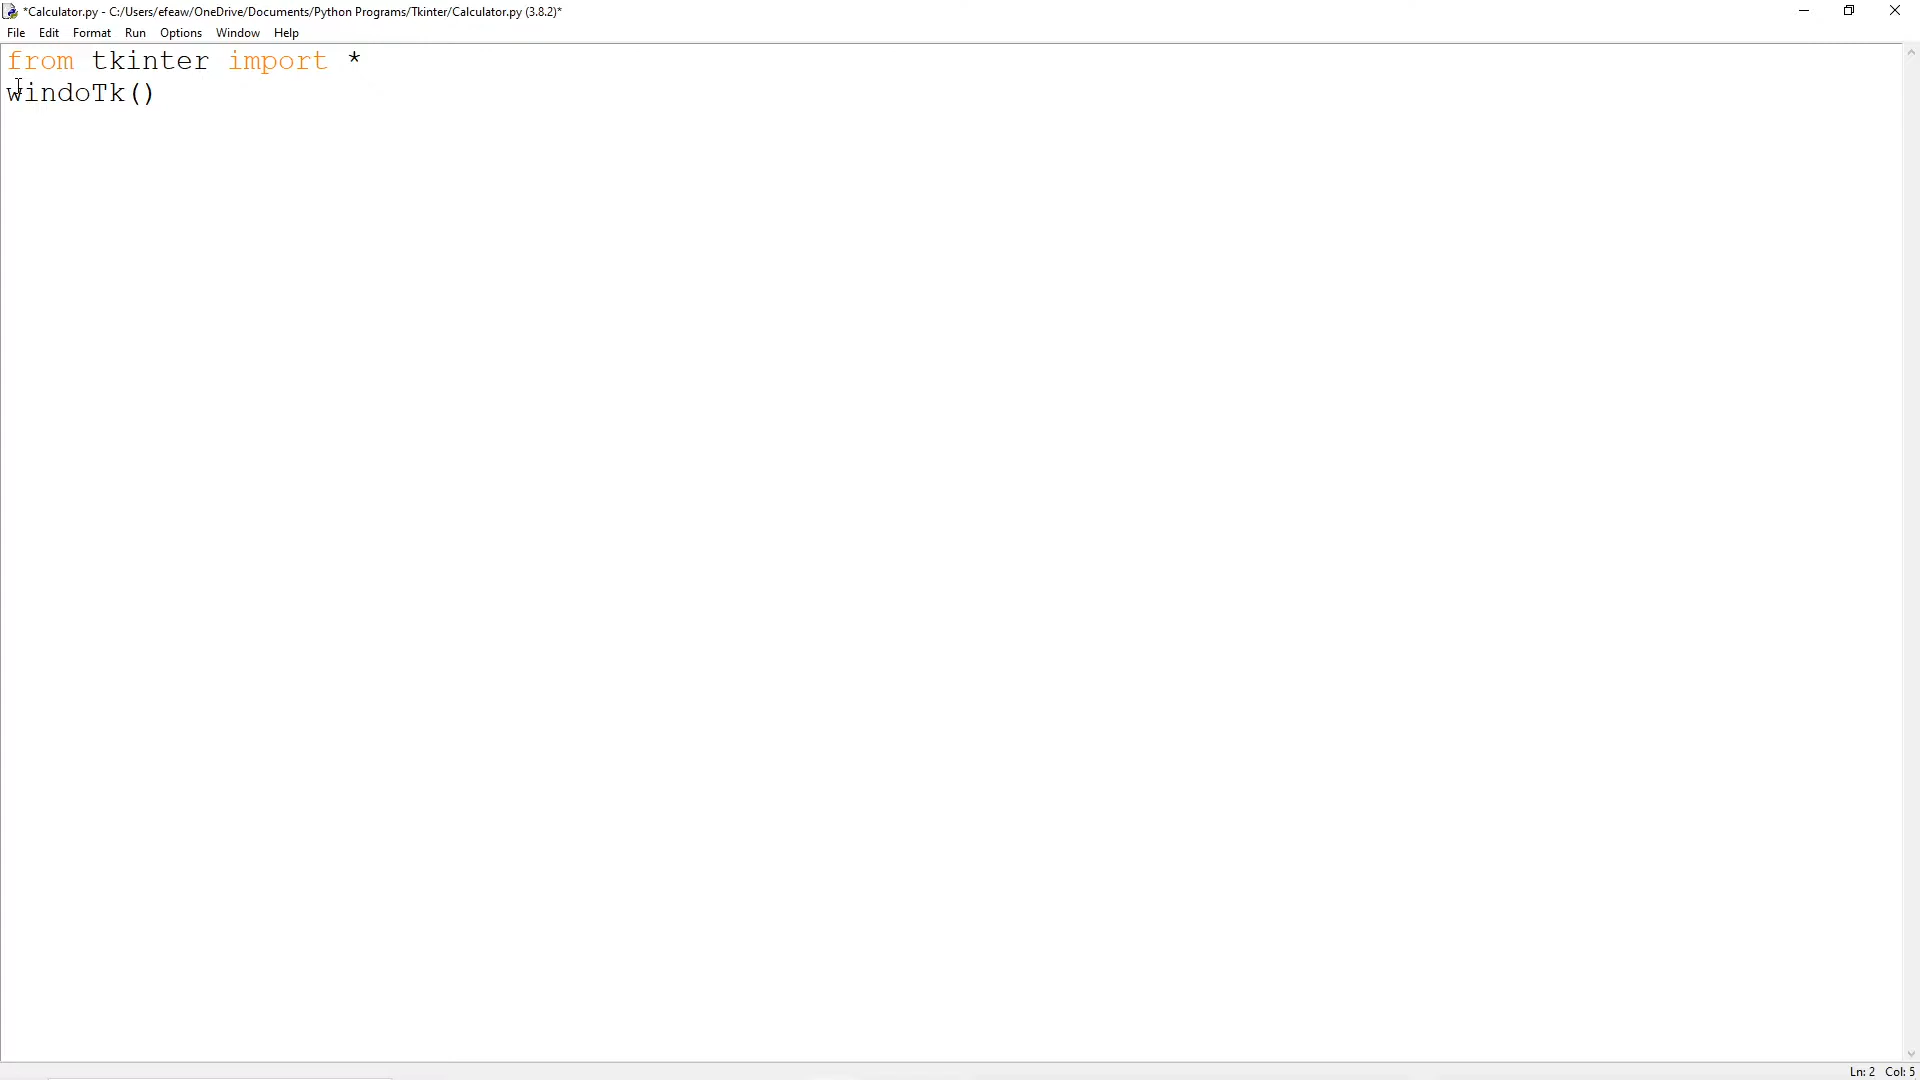 *Calculator.py - C:/Users/efeaw/OneDrive/Documents/Python Programs/Tkinter/Calculator.py (3.8.2)*
File Edit Format Run Options Window Help
from tkinter import *
windoTk()
Ln: 2 Col: 5